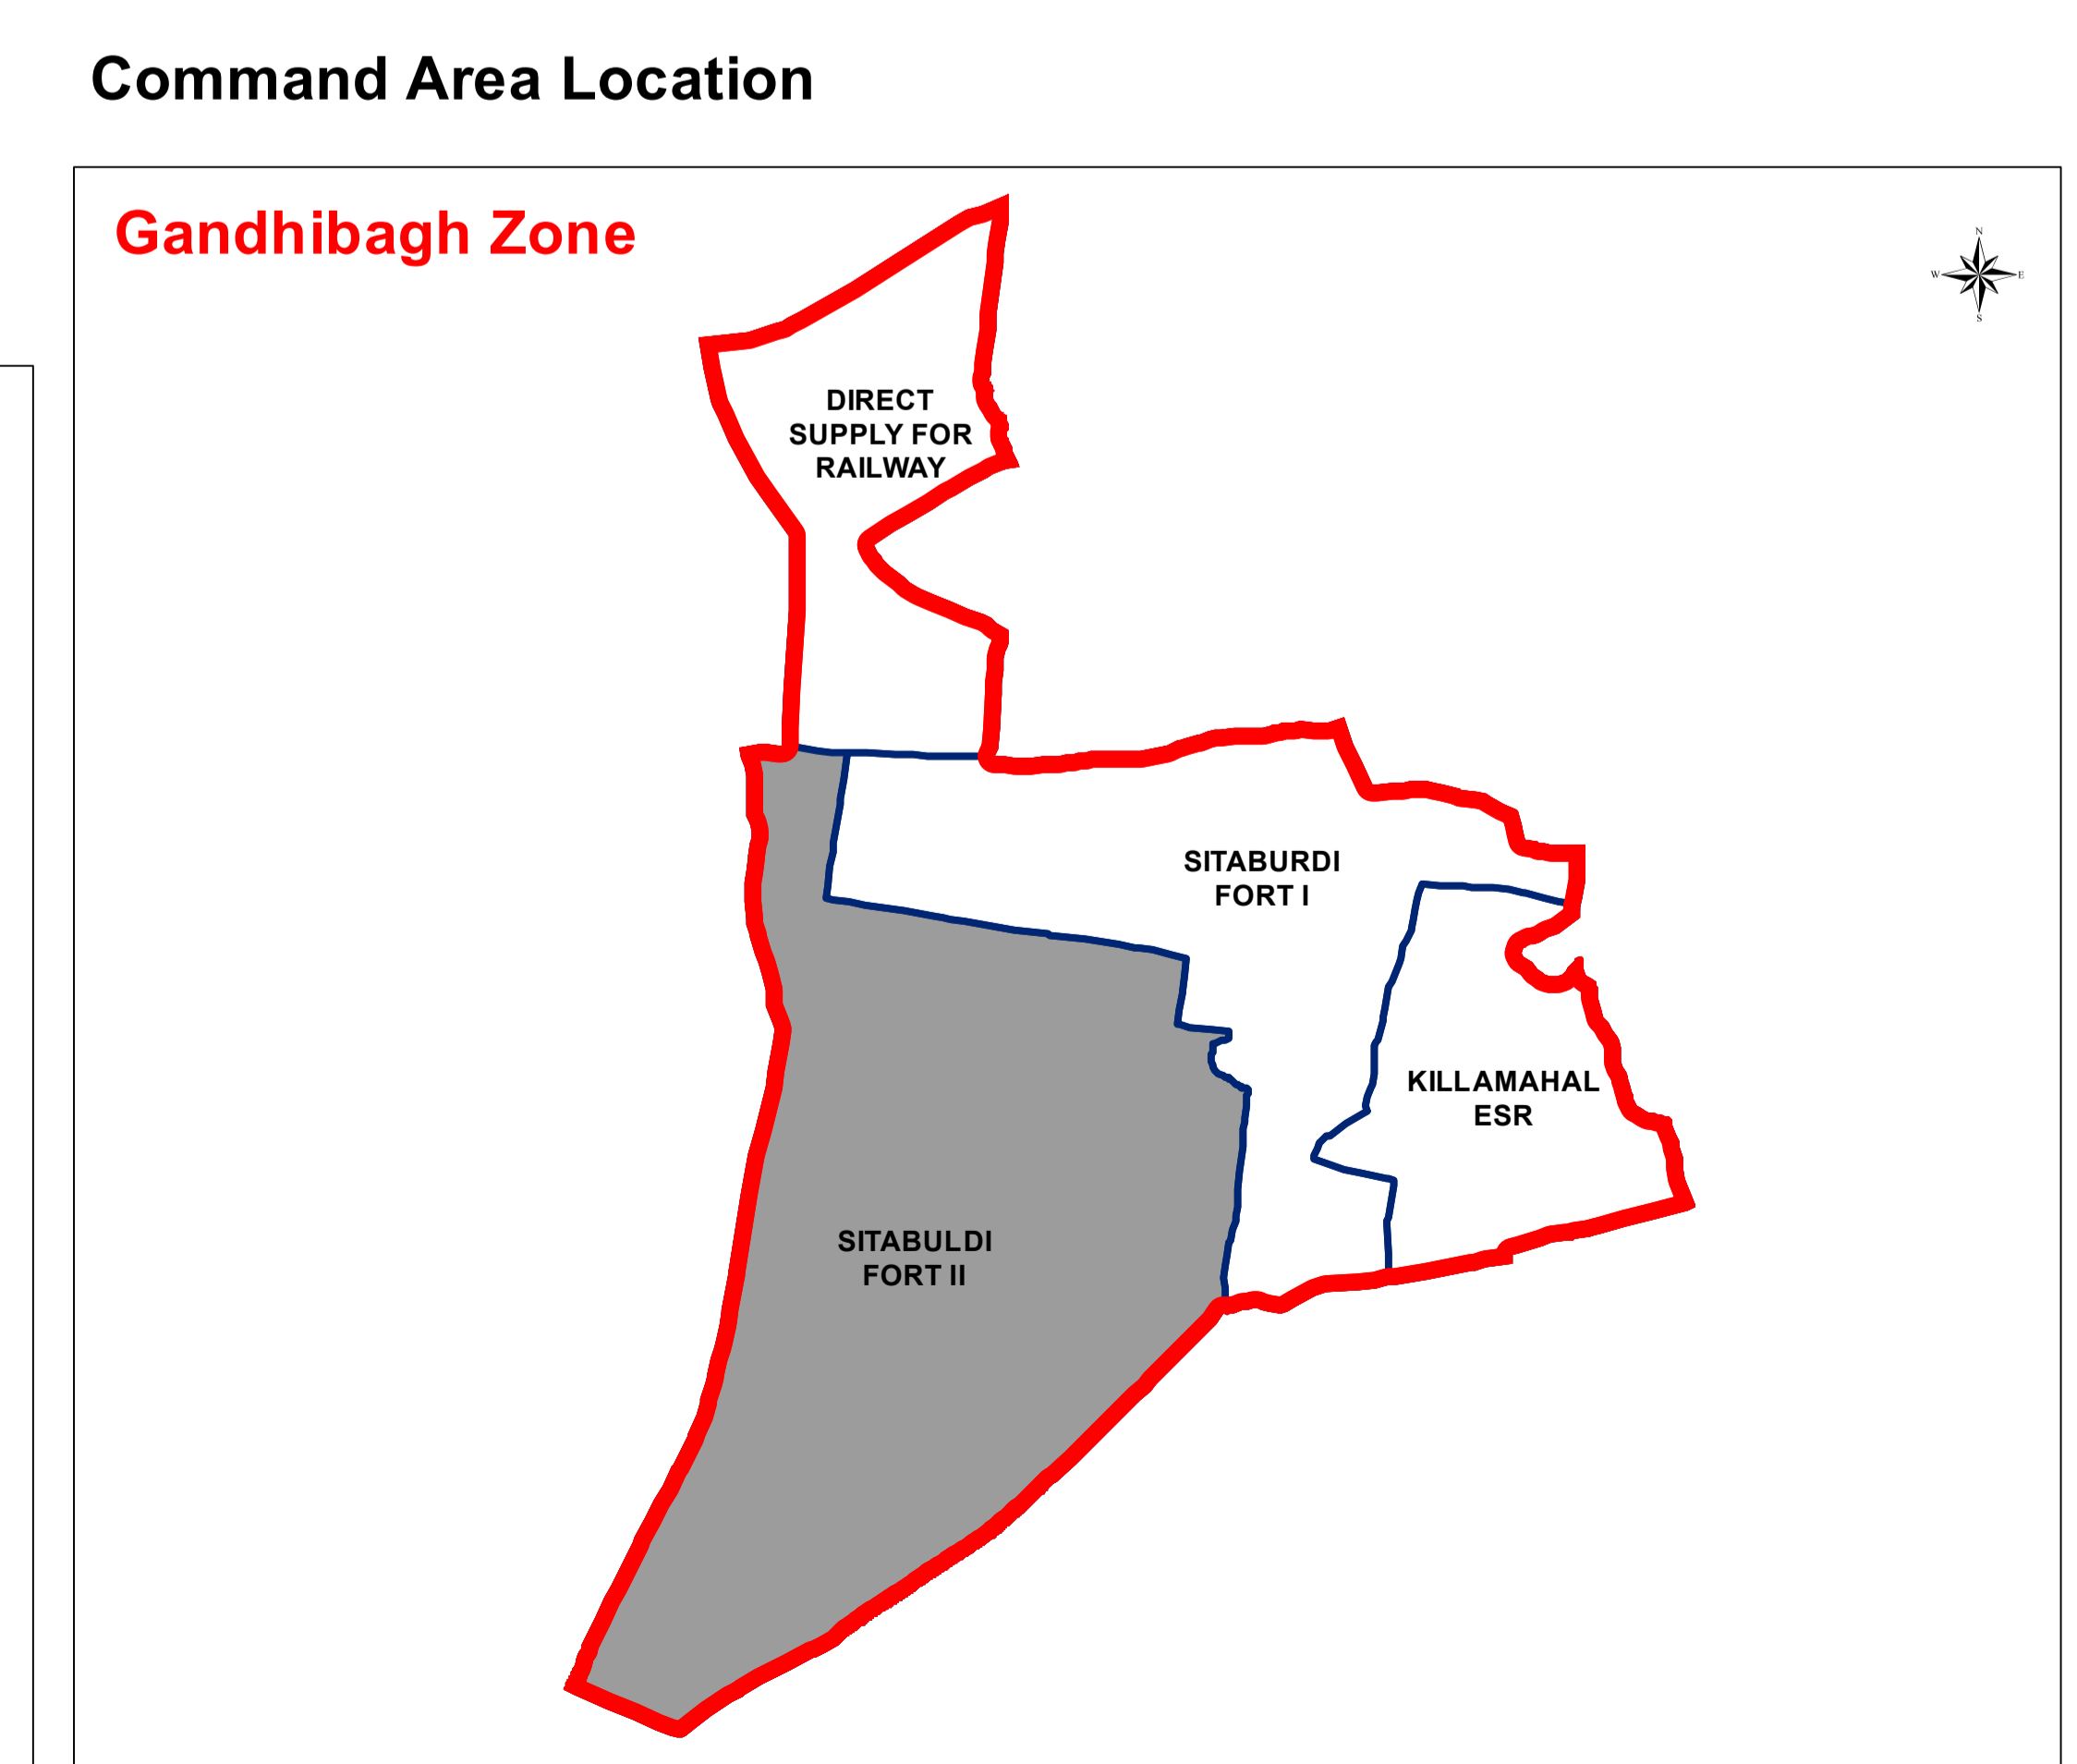 Command Area Location
Gandhibagh Zone
N
W
E
S
DIRECT
SUPPLY FOR
RAILWAY
SITABURDI
FORT I
KILLAMAHAL
ESR
SITABULDI
FORT II